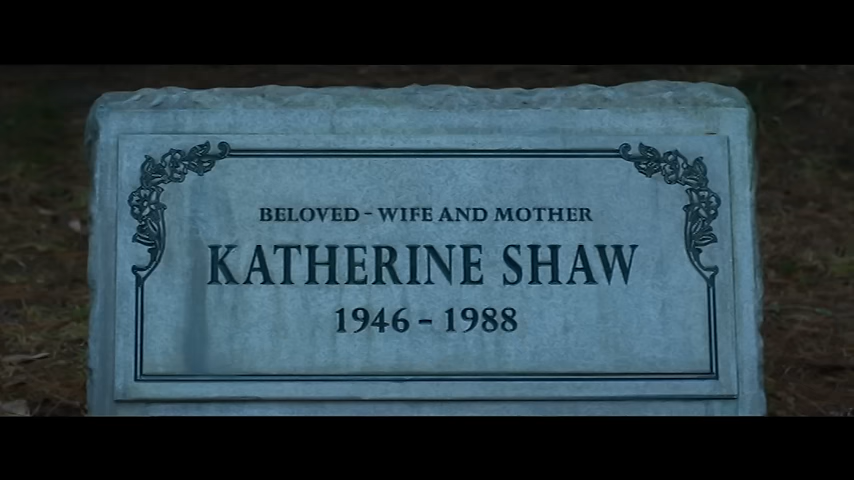 BELOVED - WIFE AND MOTHER
KATHERINE SHAW
1946 - 1988